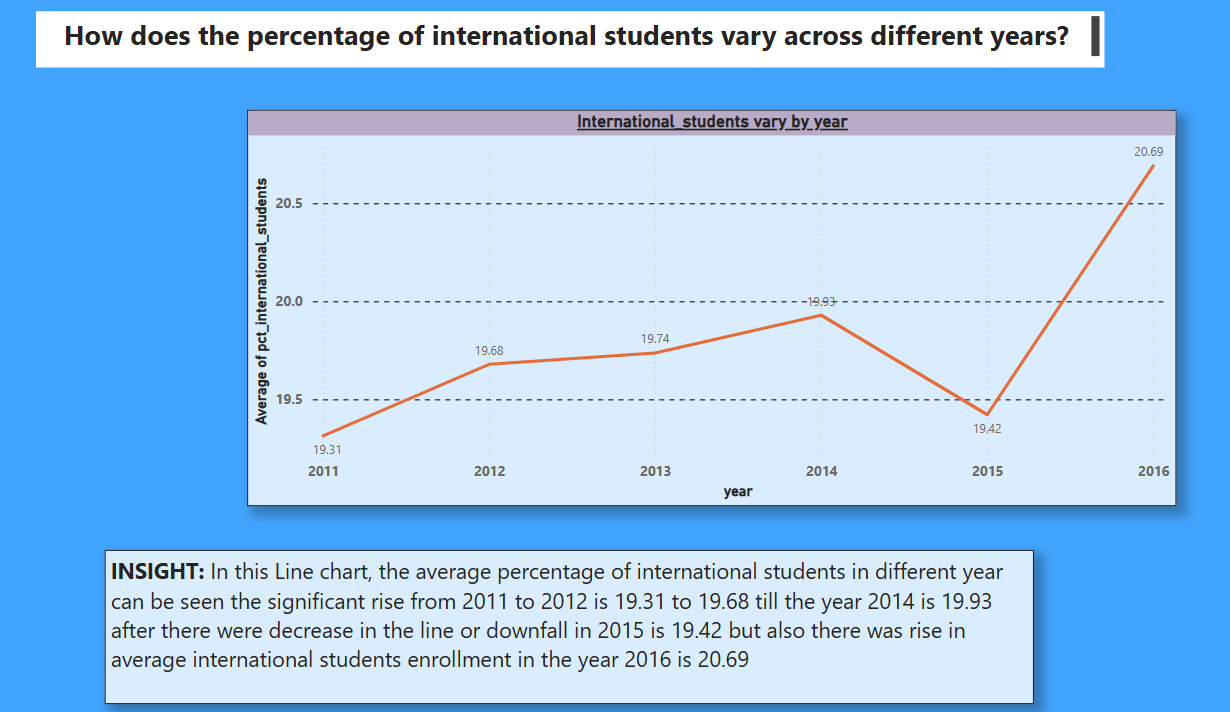 How does the percentage of international students vary across different years?
International_students vary by year
Average of pct_international_students
20.69
20.5
20.0
19.93
19.74
19.68
19.5
19.42
19.31
2011
2012
2013
2014
2015
2016
year
INSIGHT: In this Line chart, the average percentage of international students in different year
can be seen the significant rise from 2011 to 2012 is 19.31 to 19.68 till the year 2014 is 19.93
after there were decrease in the line or downfall in 2015 is 19.42 but also there was rise in
average international students enrollment in the year 2016 is 20.69